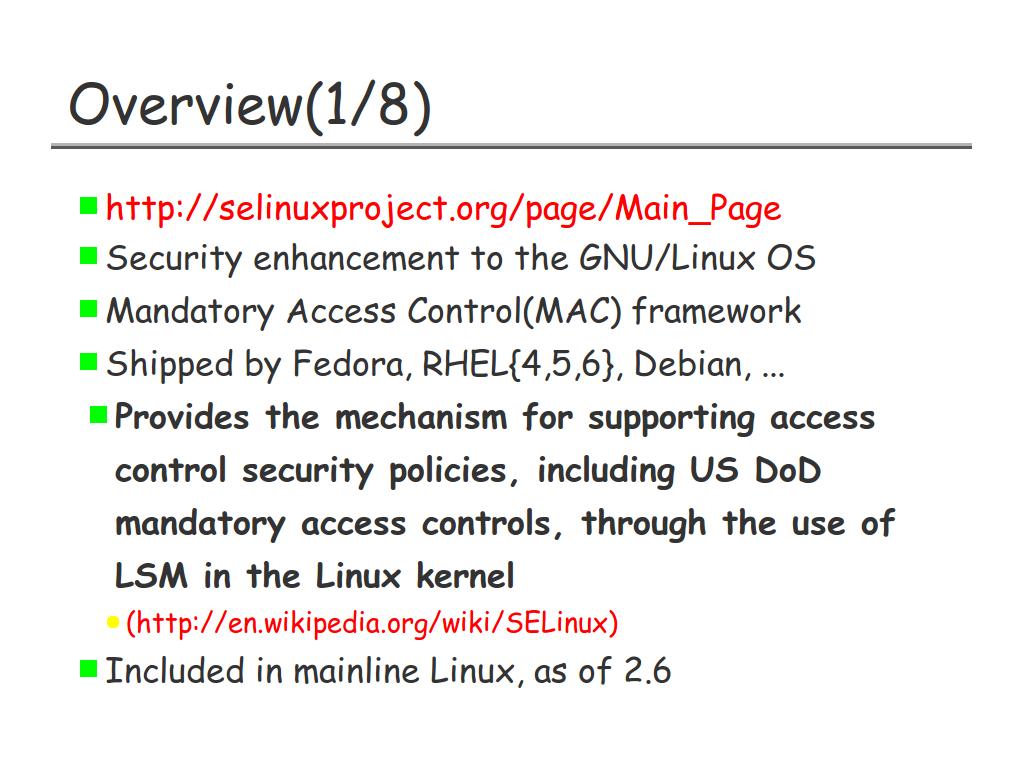 Overview(1/8)
http://selinuxproject.org/page/Main_Page
Security enhancement to the GNU/Linux OS
Mandatory Access Control(MAC) framework
Shipped by Fedora, RHEL{4,5,6}, Debian, ...
Provides the mechanism for supporting access
control security policies, including US DoD
mandatory access controls, through the use of
LSM in the Linux kernel
(http://en.wikipedia.org/wiki/SELinux)
Included in mainline Linux, as of 2.6